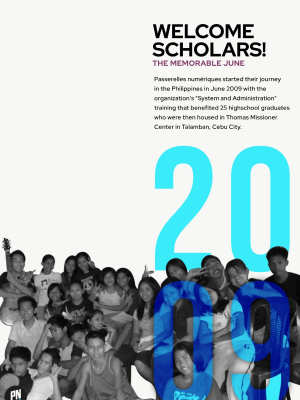 WELCOME
SCHOLARS!
THE MEMORABLE JUNE
Passerelles numériques started their journey
in the Philippines in June 2009 with the
organization's "System and Administration"
training that benefited 25 highschool graduates
who were then housed in Thomas Missioner
Center in Talamban, Cebu City.
20
09
PN